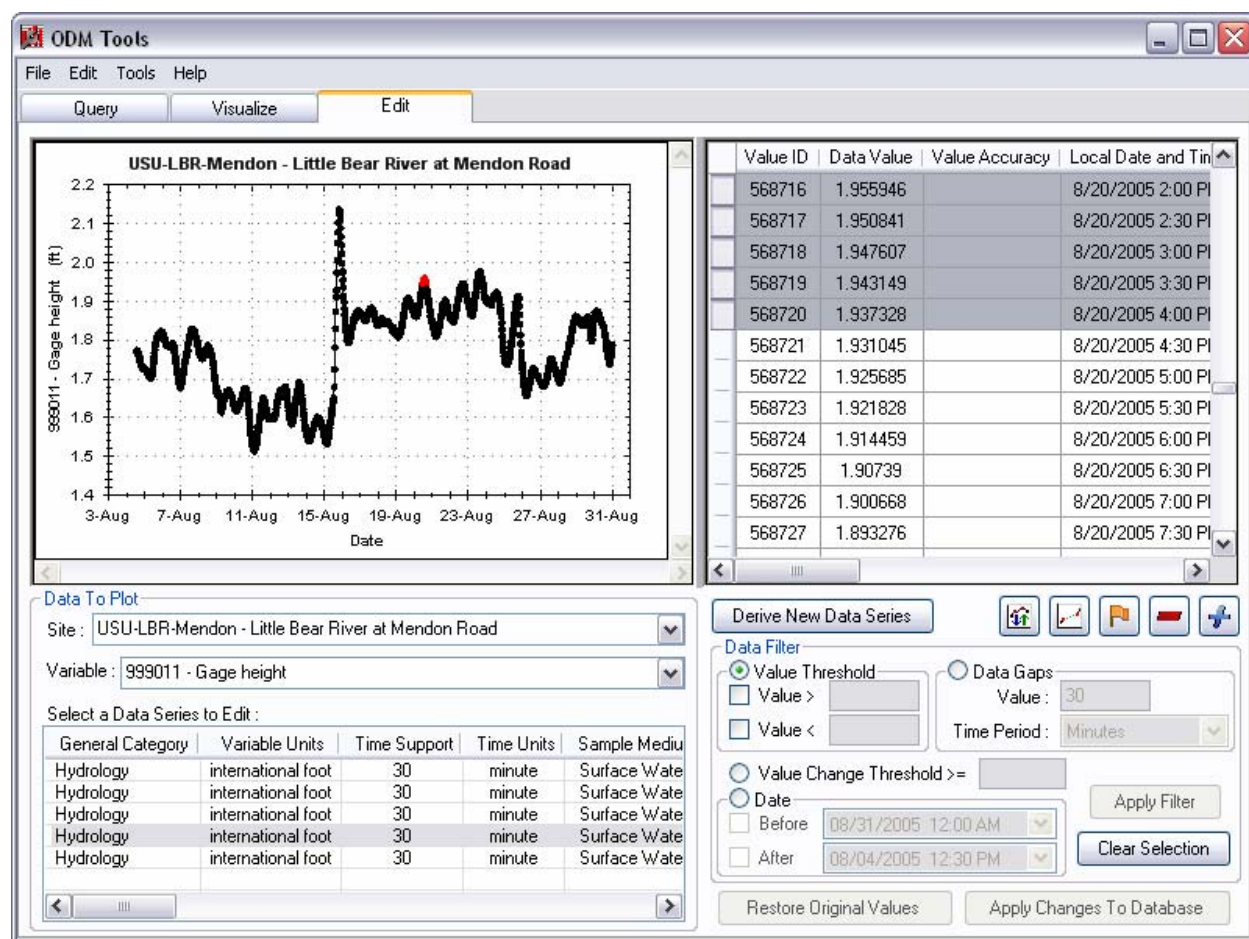 ODM Tools
File Edit Tools Help
Query Visualize Edit
USU-LBR-Mendon - Little Bear River at Mendon Road
2.2
2.1
2.0
1.9
1.8
1.7
1.6
1.5
1.4
999011 - Gage height (ft)
3-Aug 7-Aug 11-Aug 15-Aug 19-Aug 23-Aug 27-Aug 31-Aug
Date
Value ID Data Value Value Accuracy Local Date and Tin
568716 1.955946 8/20/2005 2:00 P
568717 1.950841 8/20/2005 2:30 P
568718 1.947607 8/20/2005 3:00 P
568719 1.943149 8/20/2005 3:30 P
568720 1.937328 8/20/2005 4:00 P
568721 1.931045 8/20/2005 4:30 P
568722 1.925685 8/20/2005 5:00 P
568723 1.921828 8/20/2005 5:30 P
568724 1.914459 8/20/2005 6:00 P
568725 1.90739 8/20/2005 6:30 P
568726 1.900668 8/20/2005 7:00 P
568727 1.893276 8/20/2005 7:30 P
Data To Plot
Site : USU-LBR-Mendon - Little Bear River at Mendon Road
Variable : 999011 - Gage height
Select a Data Series to Edit :
General Category Variable Units Time Support Time Units Sample Mediu
Hydrology international foot 30 minute Surface Wate
Hydrology international foot 30 minute Surface Wate
Hydrology international foot 30 minute Surface Wate
Hydrology international foot 30 minute Surface Wate
Hydrology international foot 30 minute Surface Wate
Derive New Data Series
Data Filter
Value Threshold
Value >
Value <
Data Gaps
Value : 30
Time Period : Minutes
Value Change Threshold >=
Date
Before 08/31/2005 12:00 AM
After 08/04/2005 12:30 PM
Apply Filter
Clear Selection
Restore Original Values Apply Changes To Database